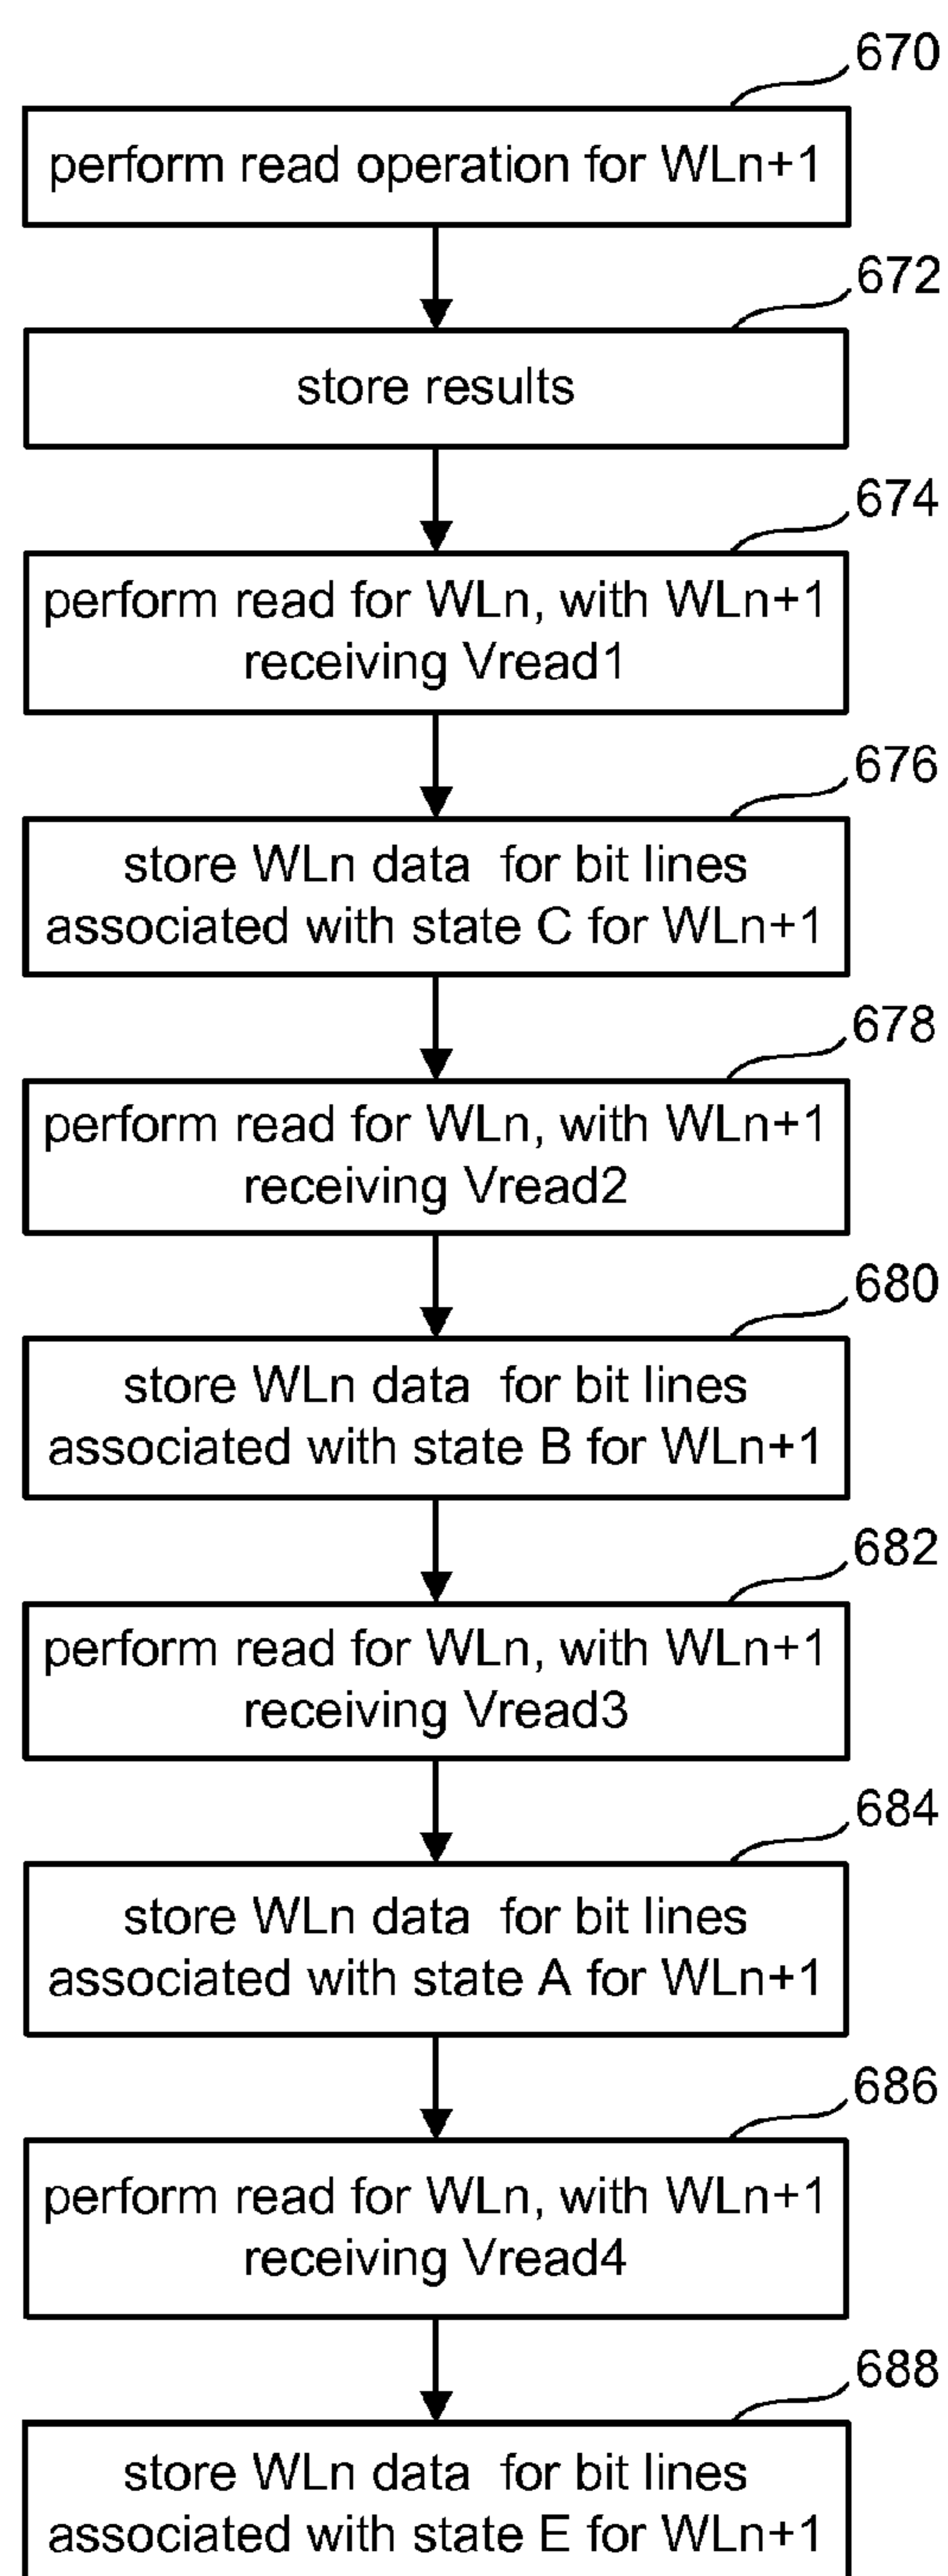 670
perform read operation for WLn+1
672
store results
674
perform read for WLn, with WLn+1
receiving Vread1
676
store WLn data for bit lines
associated with state C for WLn+1
678
perform read for WLn, with WLn+1
receiving Vread2
680
store WLn data for bit lines
associated with state B for WLn+1
682
perform read for WLn, with WLn+1
receiving Vread3
684
store WLn data for bit lines
associated with state A for WLn+1
686
perform read for WLn, with WLn+1
receiving Vread4
688
store WLn data for bit lines
associated with state E for WLn+1